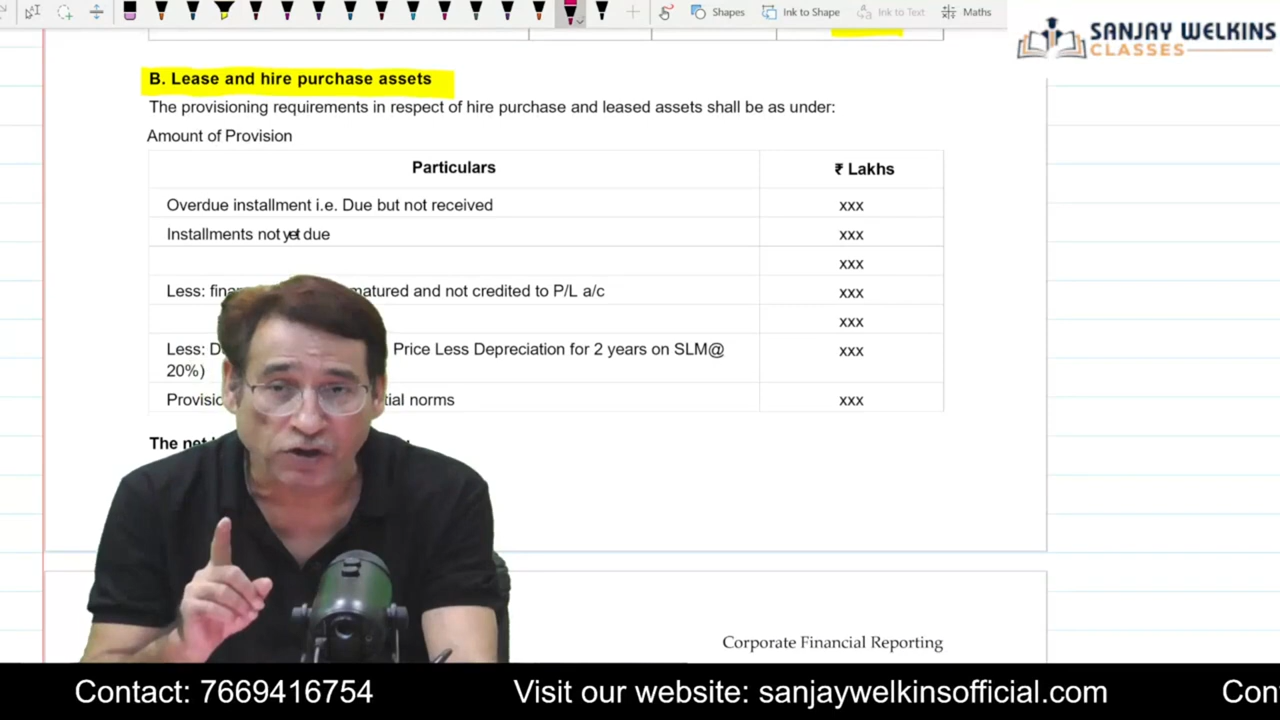 Shapes
Ink to Shape
Ink to Text
Maths
SANJAY WELKINS
CLASSES
B. Lease and hire purchase assets
The provisioning requirements in respect of hire purchase and leased assets shall be as under:
Amount of Provision
Particulars
₹ Lakhs
Overdue installment i.e. Due but not received
xxx
Installments not yet due
xxx
xxx
Less: matured and not credited to P/L a/c
xxx
xxx
Less: Price Less Depreciation for 2 years on SLM@
20%)
xxx
norms
xxx
The net
Corporate Financial Reporting
Contact: 7669416754
Visit our website: sanjaywelkinsofficial.com